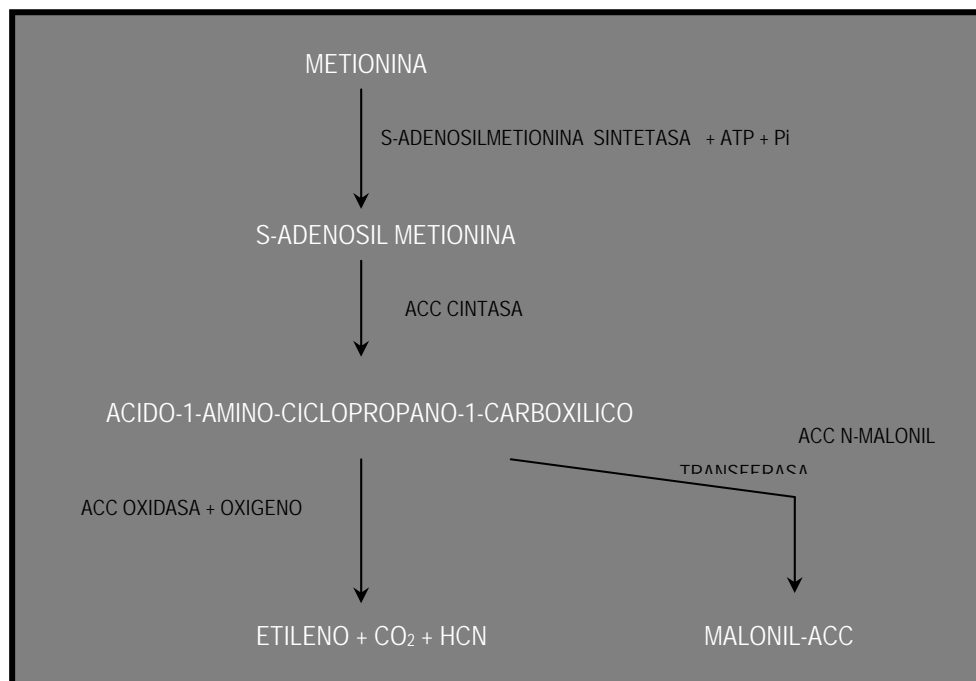 METIONINA
S-ADENOSILMETIONINA SINTETASA + ATP + Pi
S-ADENOSIL METIONINA
ACC CINTASA
ACIDO-1-AMINO-CICLOPROPANO-1-CARBOXILICO
ACC N-MALONIL
TRANSFERASA
ACC OXIDASA + OXIGENO
ETILENO + CO₂ + HCN
MALONIL-ACC